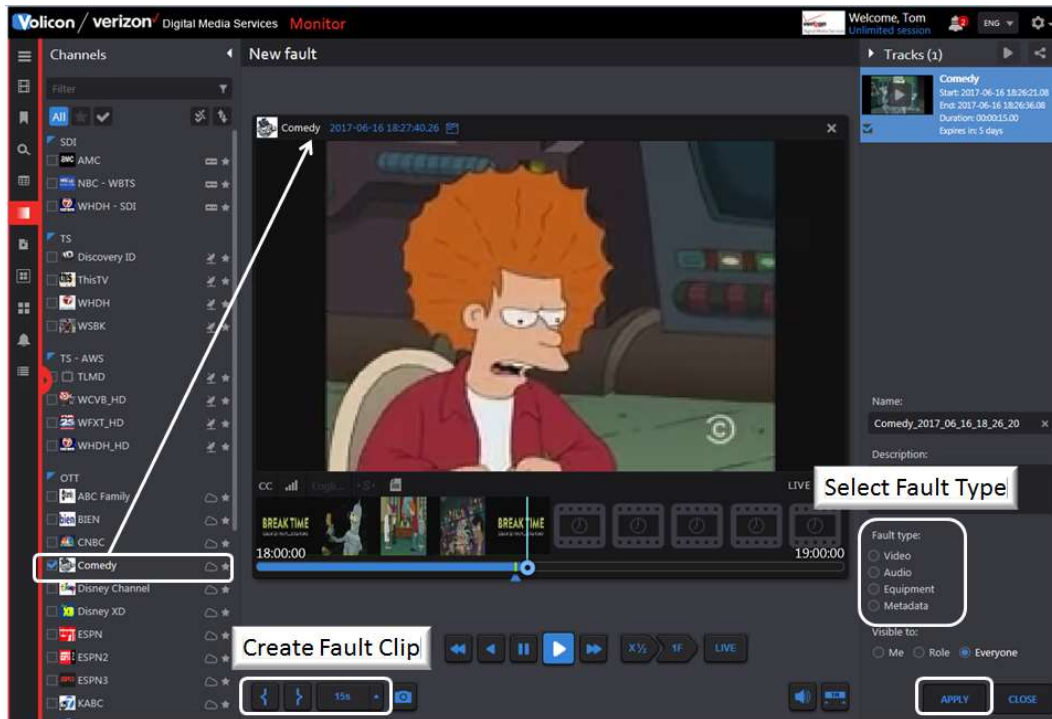 Volicon / verizon✓ Digital Media Services Monitor
Welcome, Tom
Unlimited session
2
ENG
Channels
New fault
Tracks (1)
Filter
All
Comedy
Start: 2017-06-16 18:26:21.08
End: 2017-06-16 18:26:36.08
Duration: 00:00:15.00
Expires in: 5 days
Comedy 2017-06-16 18:27:40.26
SDI
AMC
NBC - WBTS
WHDH - SDI
TS
Discovery ID
ThisTV
WHDH
WSBK
TS - AWS
TLMD
WCVB_HD
WFXT_HD
WHDH_HD
OTT
ABC Family
BIEN
CNBC
Comedy
Disney Channel
Disney XD
ESPN
ESPN2
ESPN3
KABC
CC Englis... -S- LIVE
BREAK TIME
BREAK TIME
18:00:00 19:00:00
Name:
Comedy_2017_06_16_18_26_20
Description:
Select Fault Type
Fault type:
Video
Audio
Equipment
Metadata
Visible to:
Me Role Everyone
Create Fault Clip
X½ 1F LIVE
{ } 15s
APPLY CLOSE